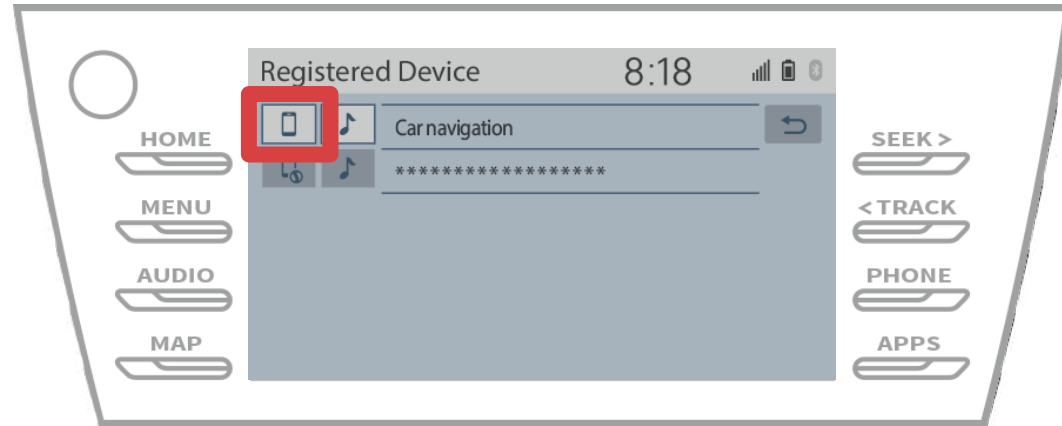 Registered Device 8:18
HOME
Car navigation
SEEK >
******************
MENU
< TRACK
AUDIO
PHONE
MAP
APPS